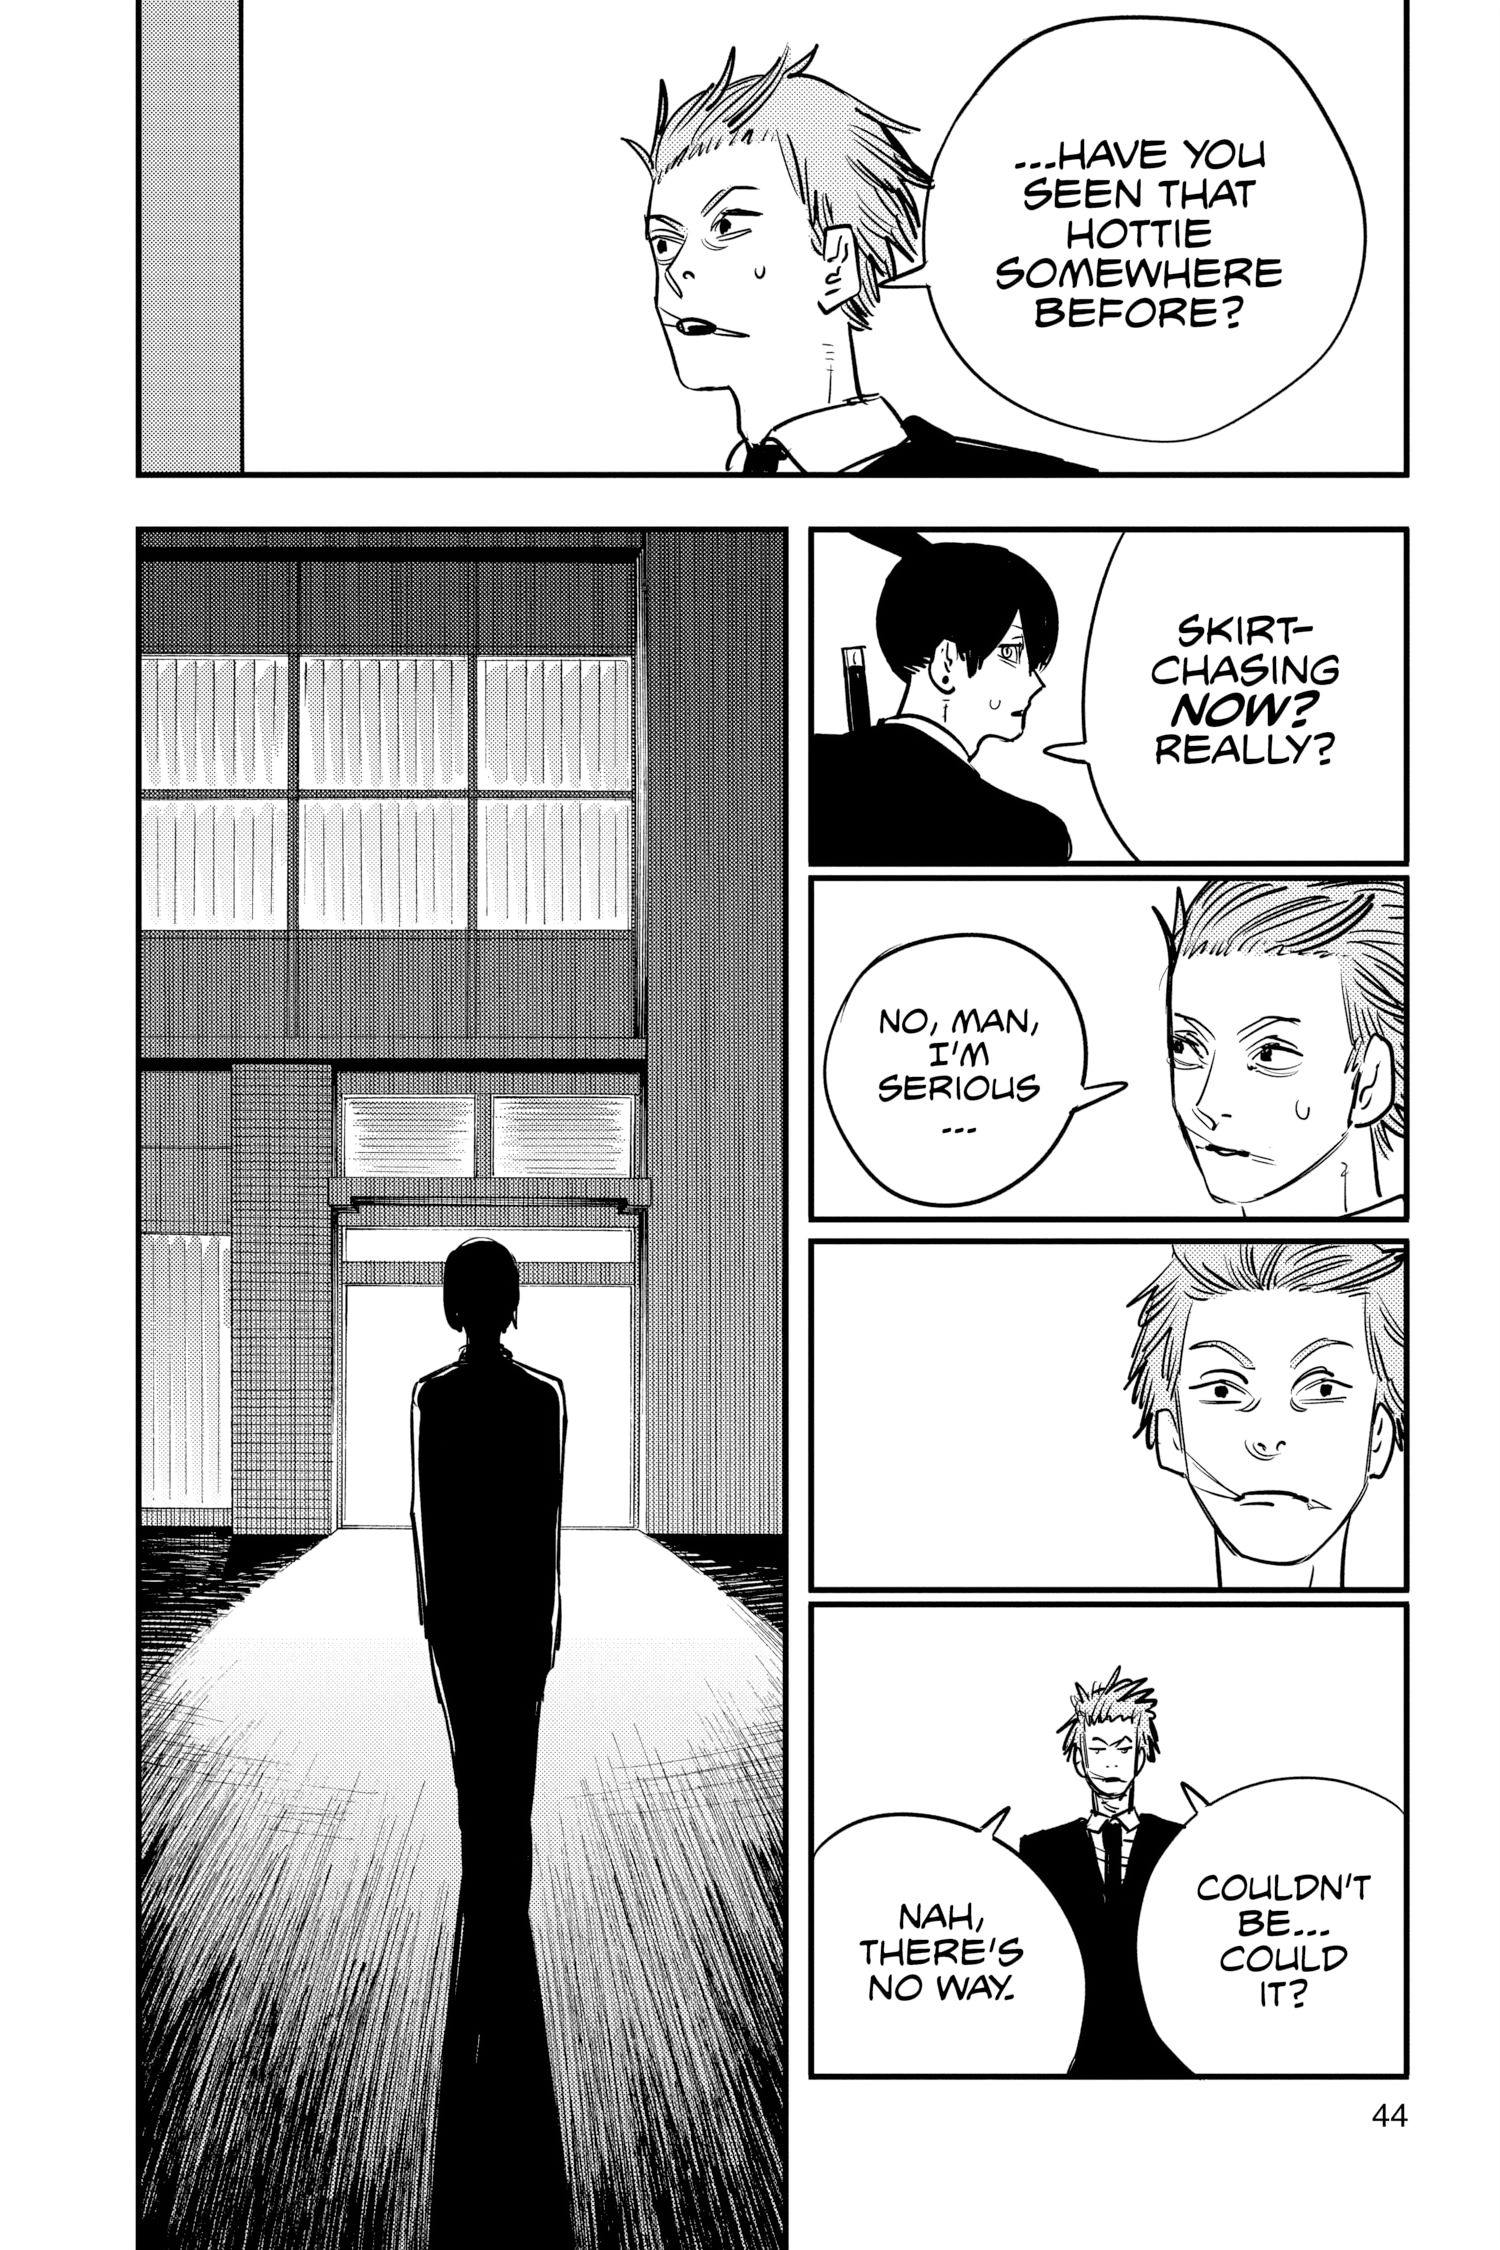 ...HAVE YOU
SEEN THAT
HOTTIE
SOMEWHERE
BEFORE?
SKIRT-
CHASING
NOW?
REALLY?
NO, MAN,
I'M
SERIOUS
...
COULDN'T
BE...
COULD
IT?
NAH,
THERE'S
NO WAY.
44